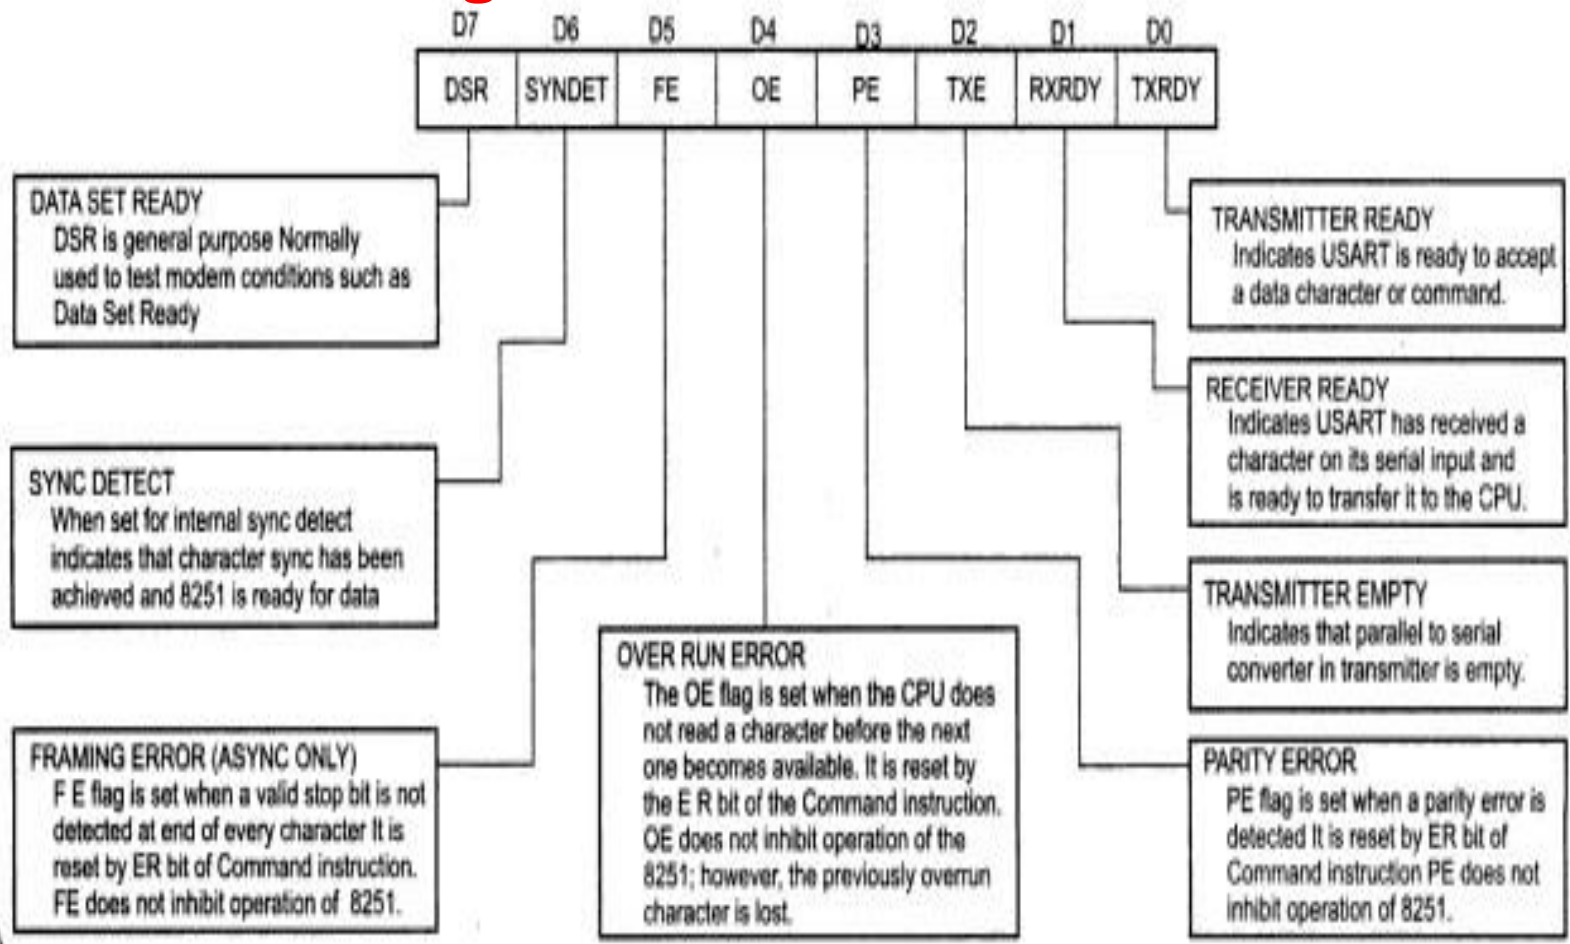 D7 D6 D5 D4 D3 D2 D1 D0
DSR SYNDET FE OE PE TXE RXRDY TXRDY
DATA SET READY
DSR is general purpose Normally
used to test modem conditions such as
Data Set Ready
TRANSMITTER READY
Indicates USART is ready to accept
a data character or command.
RECEIVER READY
Indicates USART has received a
character on its serial input and
is ready to transfer it to the CPU.
SYNC DETECT
When set for internal sync detect
indicates that character sync has been
achieved and 8251 is ready for data
TRANSMITTER EMPTY
Indicates that parallel to serial
converter in transmitter is empty.
FRAMING ERROR (ASYNC ONLY)
F E flag is set when a valid stop bit is not
detected at end of every character It is
reset by ER bit of Command instruction.
FE does not inhibit operation of 8251.
OVER RUN ERROR
The OE flag is set when the CPU does
not read a character before the next
one becomes available. It is reset by
the E R bit of the Command instruction.
OE does not inhibit operation of the
8251; however, the previously overrun
character is lost.
PARITY ERROR
PE flag is set when a parity error is
detected It is reset by ER bit of
Command instruction PE does not
inhibit operation of 8251.